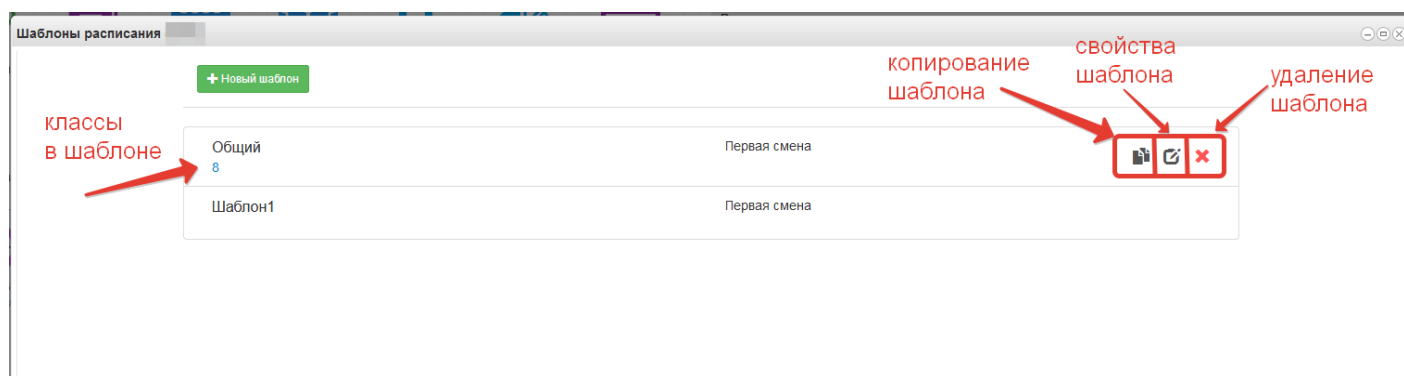 Шаблоны расписания
свойства
шаблона
копирование
шаблона
удаление
шаблона
Новый шаблон
классы
в шаблоне
Общий
Первая смена
8
Шаблон1
Первая смена